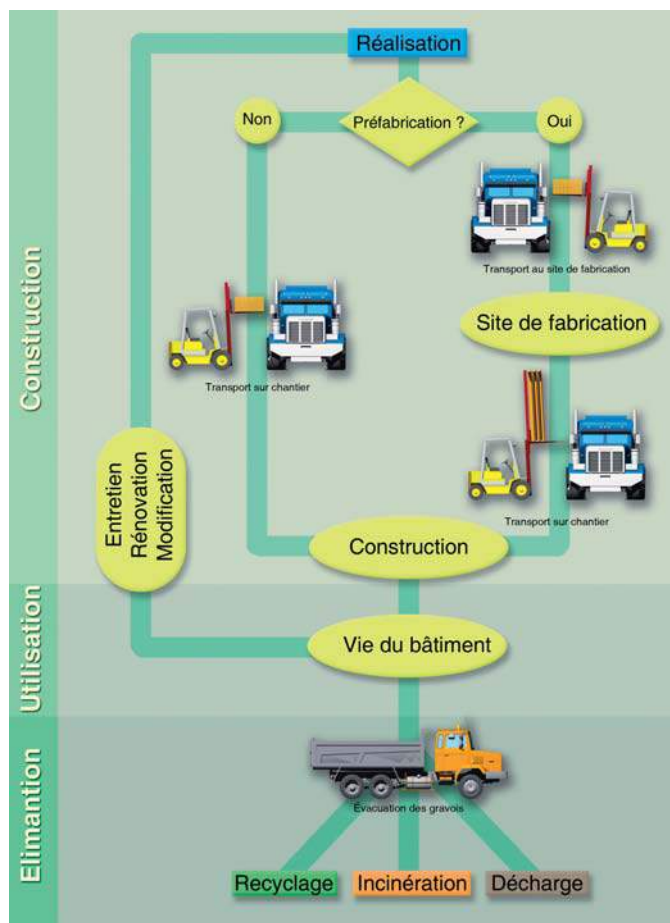 Réalisation
Non
Préfabrication ?
Oui
Transport au site de fabrication
Site de fabrication
Transport sur chantier
Transport sur chantier
Entretien
Rénovation
Modification
Construction
Vie du bâtiment
Évacuation des gravois
Recyclage
Incinération
Décharge
Construction
Utilisation
Elimantion